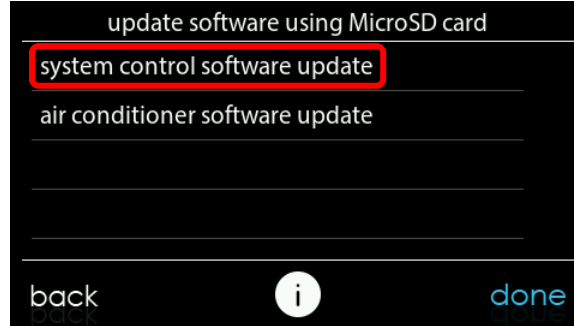 update software using MicroSD card
system control software update
air conditioner software update
back
i
done